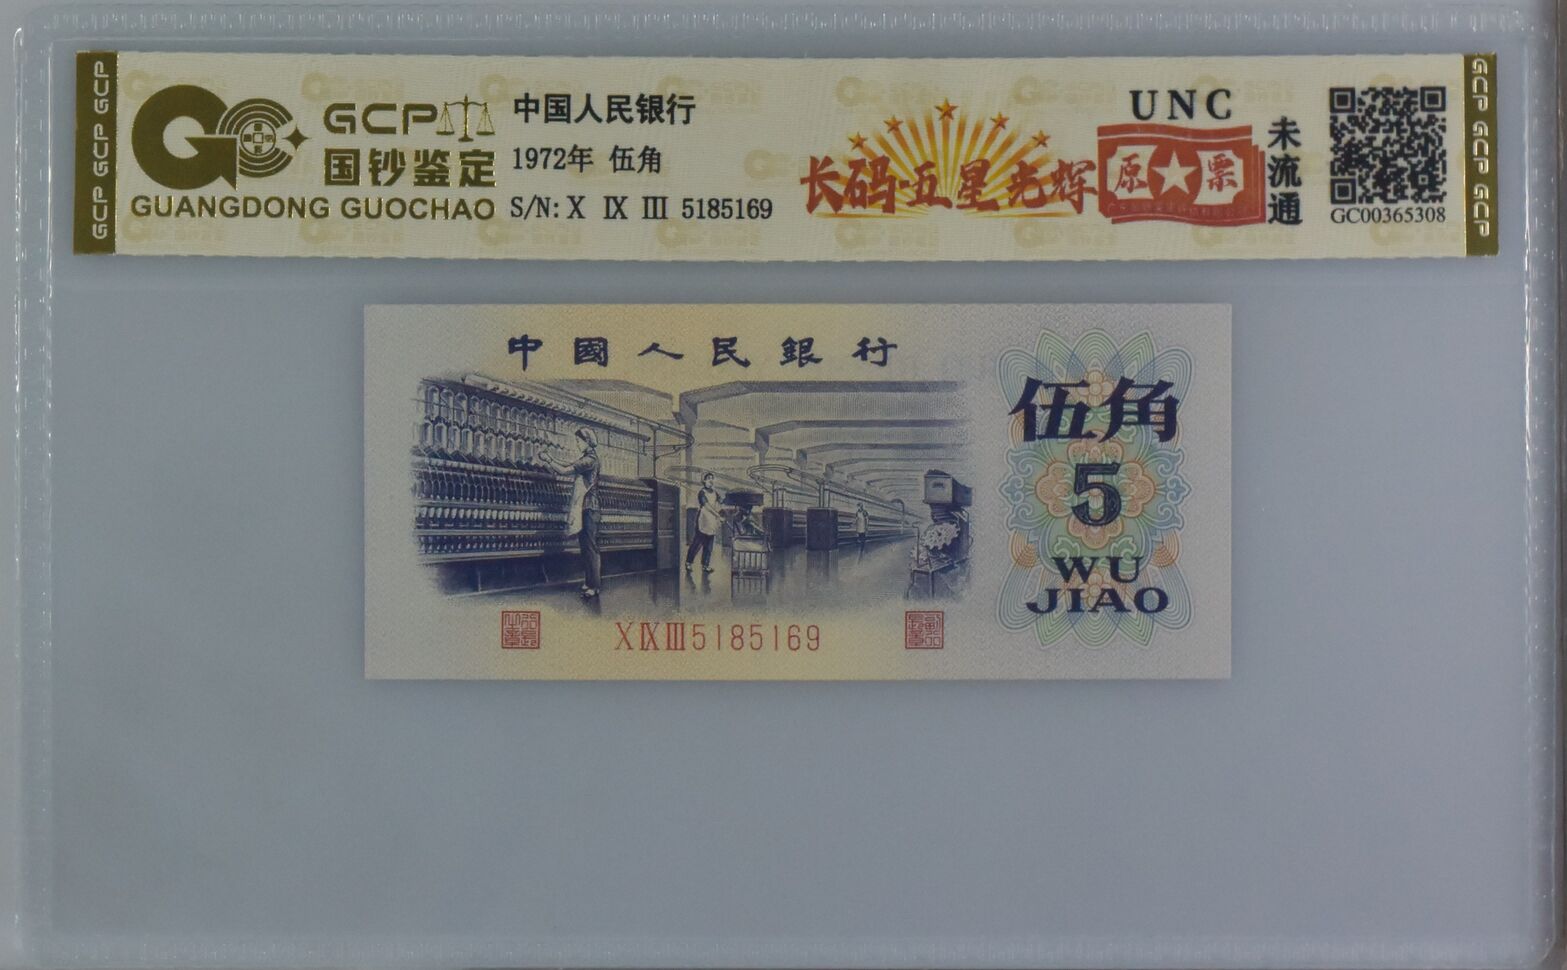 GCP GCP GCP
GCP
国钞鉴定
GUANGDONG GUOCHAO
中国人民银行
1972年 伍角
S/N: X IX III 5185169
长码-五星光辉
UNC
原★票
未流通
GC00365308
GCP GCP GCP
中國人民銀行
伍角
5
WU
JIAO
X IX III 5185169